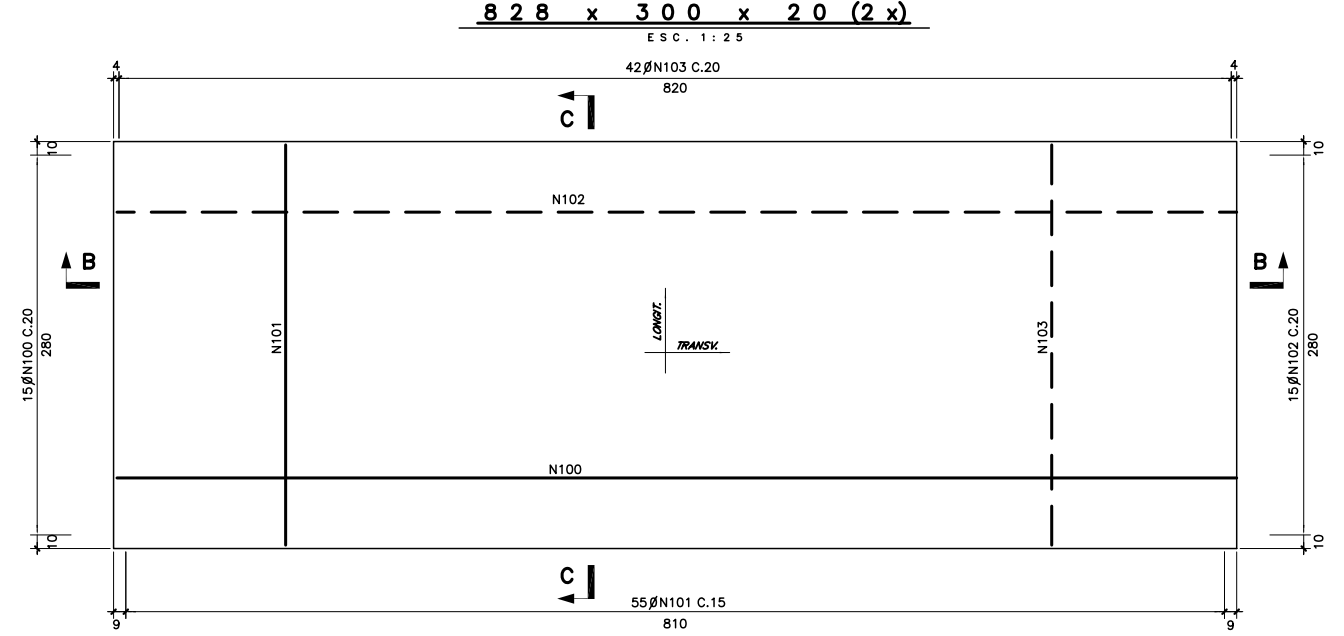 828 x 300 x 20 (2x)
ESC. 1:25
4
42ØN103 C.20
4
820
C
10
10
N102
B
B
15ØN100 C.20
280
N101
LONGIT.
TRANSV.
N103
15ØN102 C.20
280
N100
10
10
C
55ØN101 C.15
9
810
9